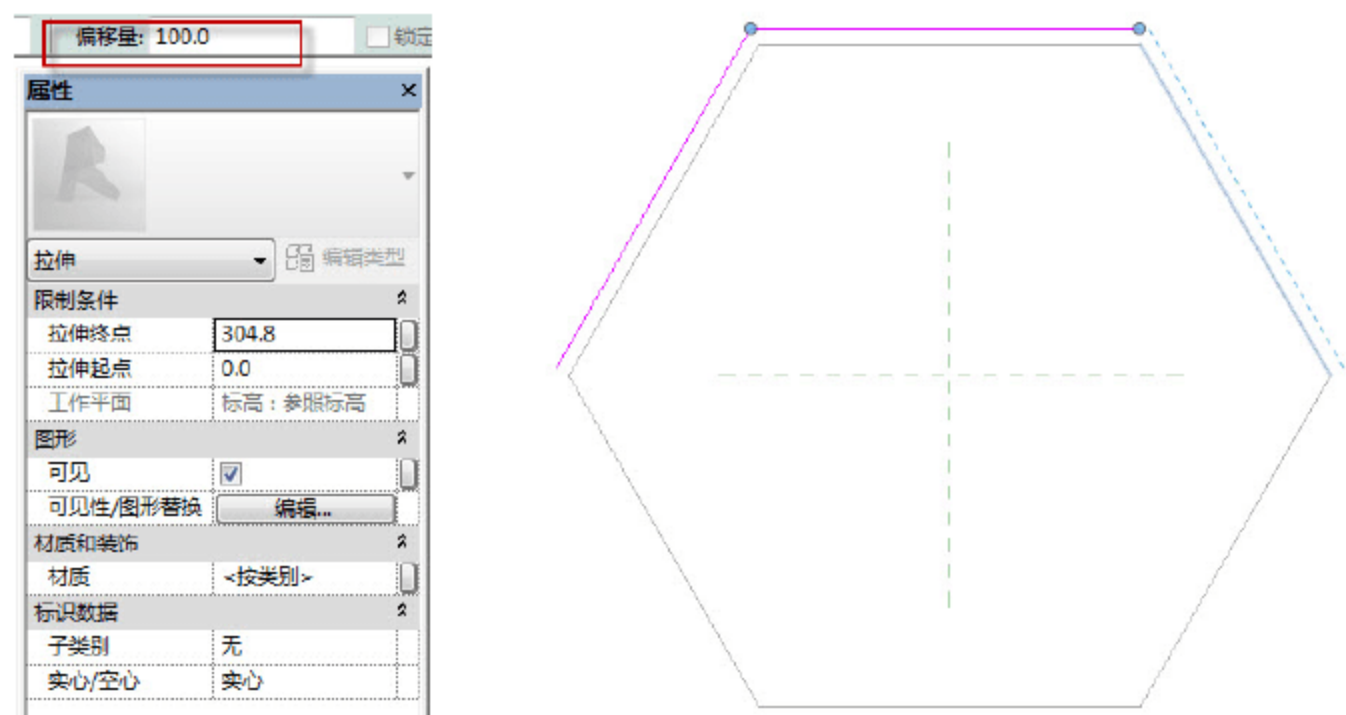 偏移量: 100.0 锁定
属性 ×
拉伸 编辑类型
限制条件
拉伸终点 304.8
拉伸起点 0.0
工作平面 标高 : 参照标高
图形
可见
可见性/图形替换 编辑...
材质和装饰
材质 <按类别>
标识数据
子类别 无
实心/空心 实心